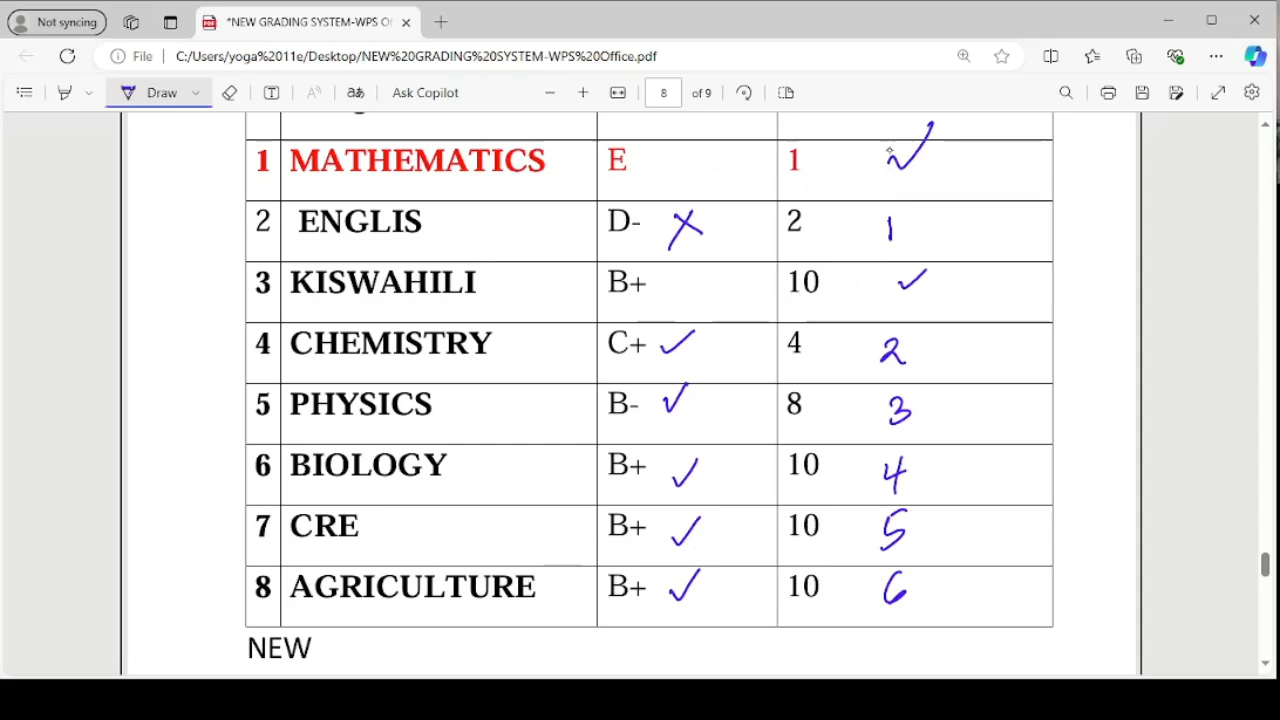 Not syncing
*NEW GRADING SYSTEM-WPS O
File C:/Users/yoga%2011e/Desktop/NEW%20GRADING%20SYSTEM-WPS%20Office.pdf
Draw aあ Ask Copilot 8 of 9
1 MATHEMATICS E 1
2 ENGLIS D- 2 1
3 KISWAHILI B+ 10
4 CHEMISTRY C+ 4 2
5 PHYSICS B- 8 3
6 BIOLOGY B+ 10 4
7 CRE B+ 10 5
8 AGRICULTURE B+ 10 6
NEW